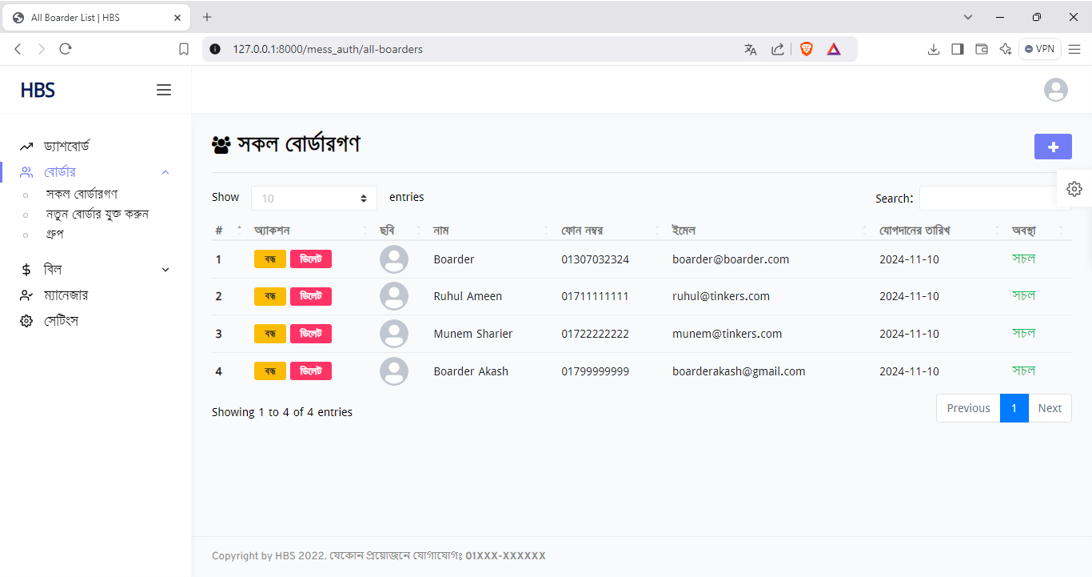 All Boarder List | HBS
127.0.0.1:8000/mess_auth/all-boarders
VPN
HBS
ড্যাশবোর্ড
বোর্ডার
সকল বোর্ডারগণ
নতুন বোর্ডার যুক্ত করুন
গ্রুপ
বিল
ম্যানেজার
সেটিংস
সকল বোর্ডারগণ
Show 10 entries Search:
# অ্যাকশন ছবি নাম ফোন নম্বর ইমেল যোগদানের তারিখ অবস্থা
1 বন্ধ ডিলেট Boarder 01307032324 boarder@boarder.com 2024-11-10 সচল
2 বন্ধ ডিলেট Ruhul Ameen 01711111111 ruhul@tinkers.com 2024-11-10 সচল
3 বন্ধ ডিলেট Munem Sharier 01722222222 munem@tinkers.com 2024-11-10 সচল
4 বন্ধ ডিলেট Boarder Akash 01799999999 boarderakash@gmail.com 2024-11-10 সচল
Showing 1 to 4 of 4 entries Previous 1 Next
Copyright by HBS 2022. যেকোন প্রয়োজনে যোগাযোগঃ 01XXX-XXXXXX